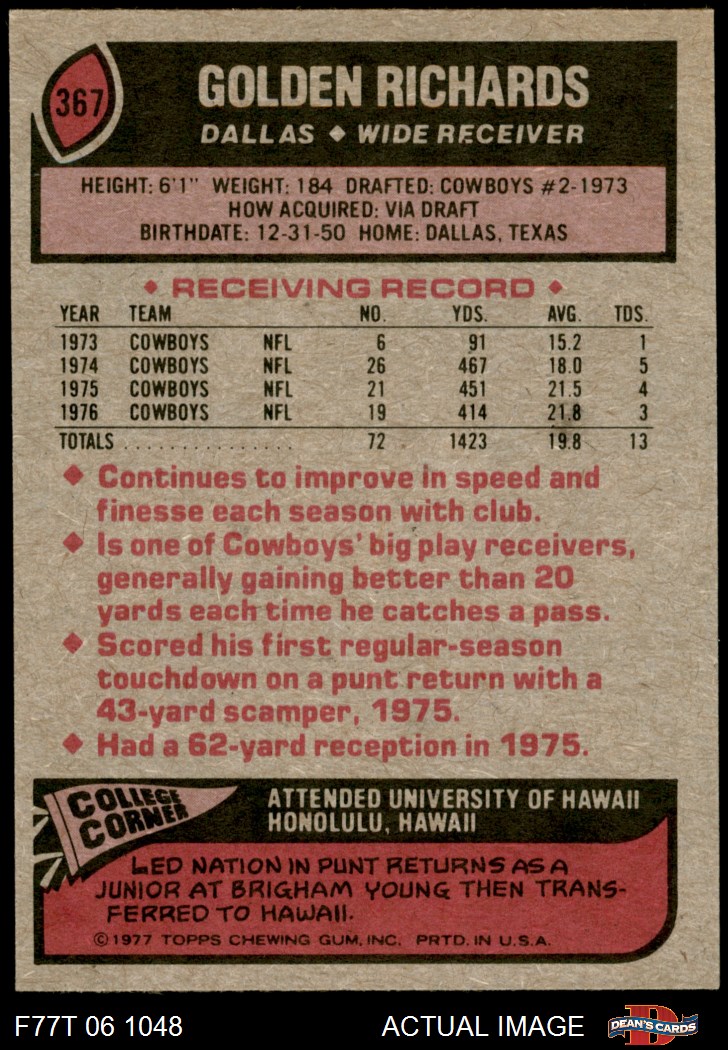 367
GOLDEN RICHARDS
DALLAS ◆ WIDE RECEIVER
HEIGHT: 6'1" WEIGHT: 184 DRAFTED: COWBOYS #2-1973
HOW ACQUIRED: VIA DRAFT
BIRTHDATE: 12-31-50 HOME: DALLAS, TEXAS
◆ RECEIVING RECORD ◆
YEAR TEAM NO. YDS. AVG. TDS.
1973 COWBOYS NFL 6 91 15.2 1
1974 COWBOYS NFL 26 467 18.0 5
1975 COWBOYS NFL 21 451 21.5 4
1976 COWBOYS NFL 19 414 21.8 3
TOTALS . . . . . . . . . . . . . . . . 72 1423 19.8 13
◆ Continues to improve in speed and
finesse each season with club.
◆ Is one of Cowboys' big play receivers,
generally gaining better than 20
yards each time he catches a pass.
◆ Scored his first regular-season
touchdown on a punt return with a
43-yard scamper, 1975.
◆ Had a 62-yard reception in 1975.
COLLEGE
CORNER
ATTENDED UNIVERSITY OF HAWAII
HONOLULU, HAWAII
LED NATION IN PUNT RETURNS AS A
JUNIOR AT BRIGHAM YOUNG THEN TRANS-
FERRED TO HAWAII.
©1977 TOPPS CHEWING GUM, INC. PRTD. IN U.S.A.
F77T 06 1048 ACTUAL IMAGE
D
DEAN'S CARDS